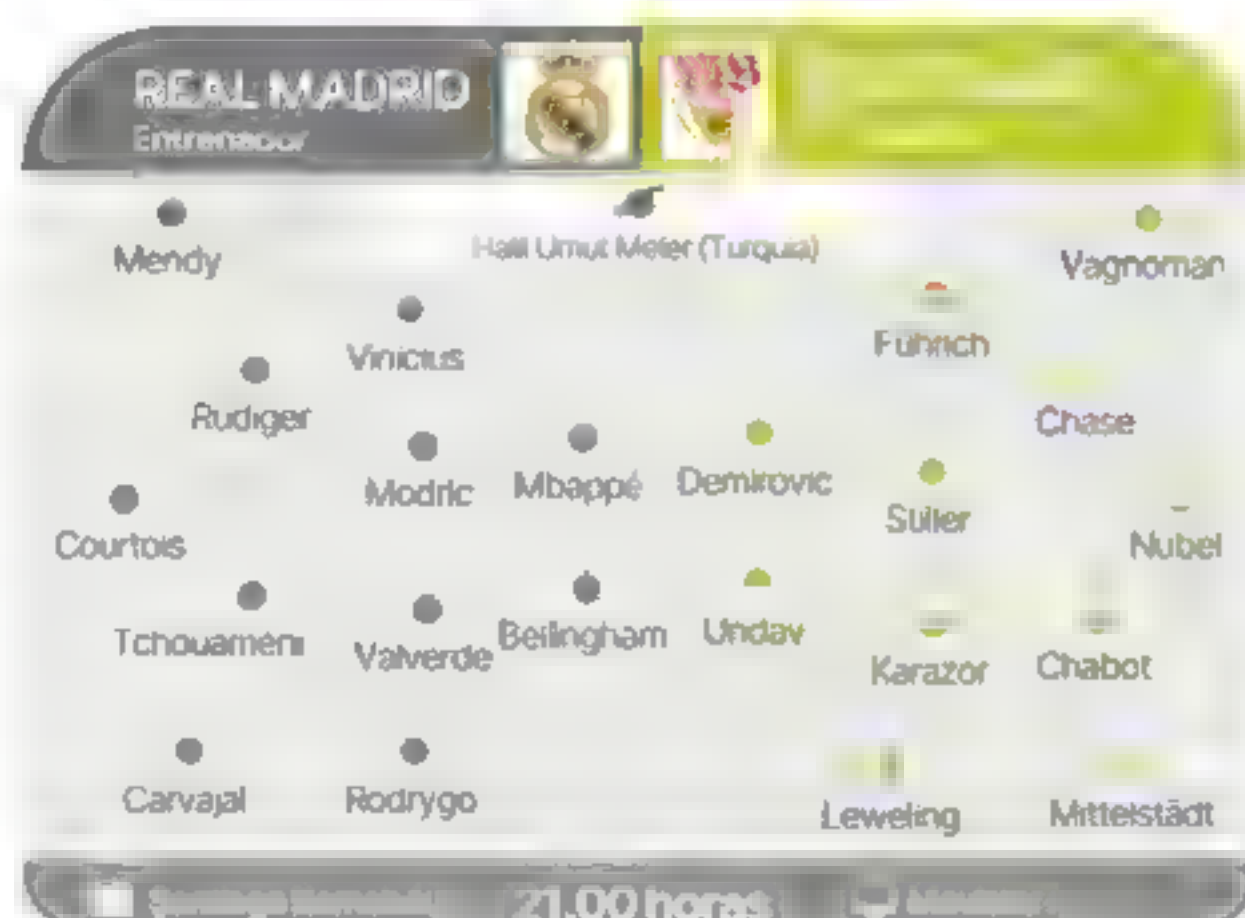 REAL MADRID
Entrenador
Mendy
Halil Umut Meler (Turquia)
Vagnoman
Vinicius
Fuhrich
Rudiger
Chase
Modric
Mbappé
Demirovic
Courtois
Stiller
Nubel
Tchouameni
Valverde
Bellingham
Undav
Karazor
Chabot
Carvajal
Rodrygo
Leweling
Mittelstädt
21.00 horas